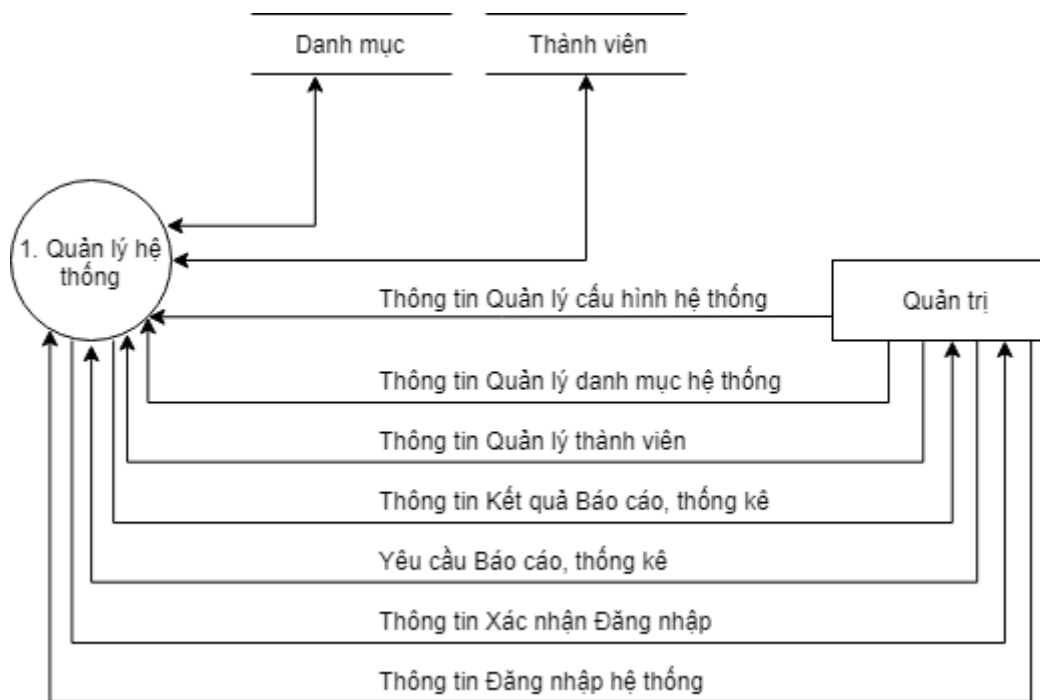 Danh mục
Thành viên
1. Quản lý hệ
thống
Thông tin Quản lý cấu hình hệ thống
Quản trị
Thông tin Quản lý danh mục hệ thống
Thông tin Quản lý thành viên
Thông tin Kết quả Báo cáo, thống kê
Yêu cầu Báo cáo, thống kê
Thông tin Xác nhận Đăng nhập
Thông tin Đăng nhập hệ thống